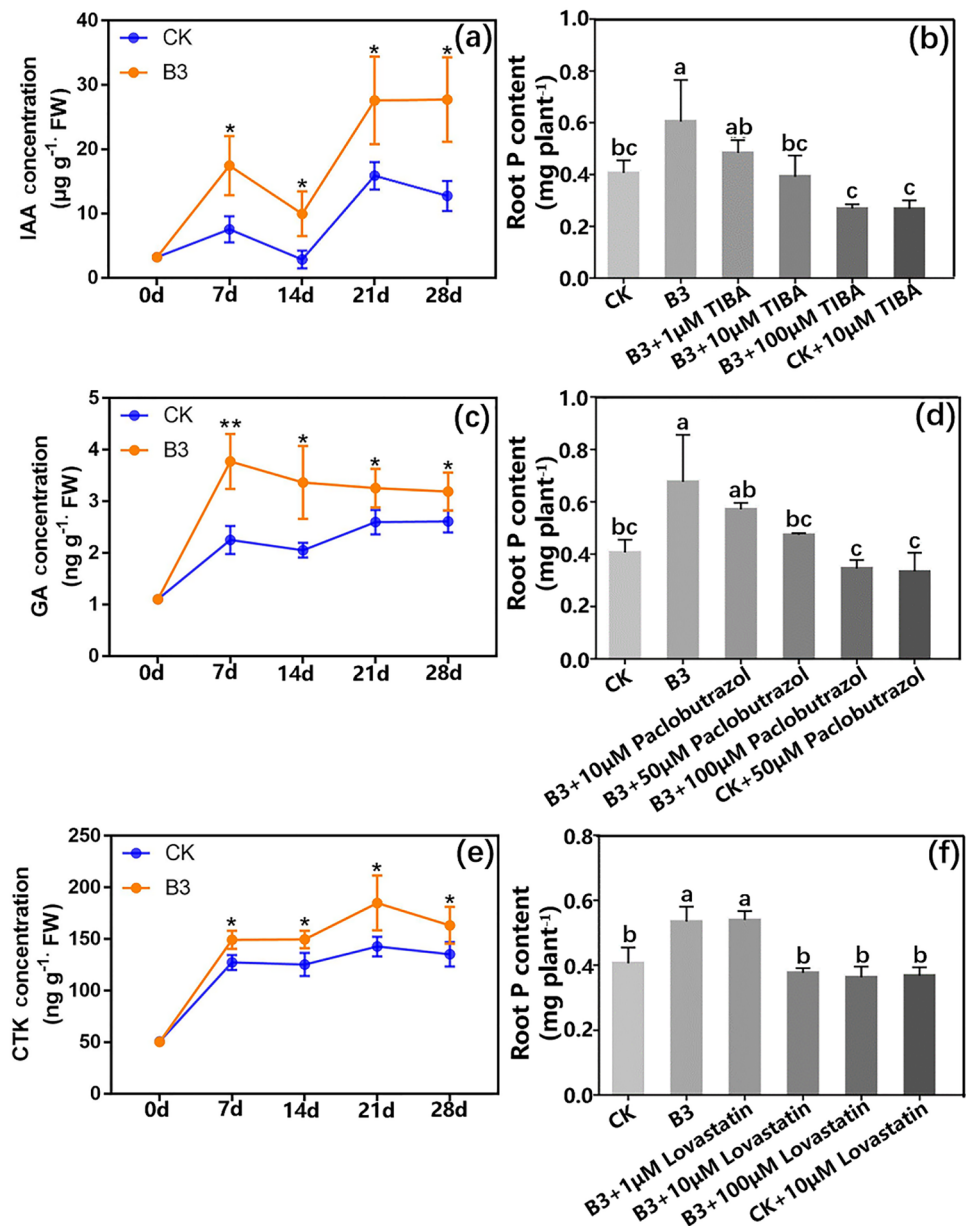 (a)
CK
B3
IAA concentration
(μg g-1· FW)
40
30
20
10
0
*
*
*
*
0d
7d
14d
21d
28d
(b)
Root P content
(mg plant-1)
0.8
0.6
0.4
0.2
0.0
bc
a
ab
bc
c
c
CK
B3
B3+1μM TIBA
B3+10μM TIBA
B3+100μM TIBA
CK+10μM TIBA
(c)
CK
B3
GA concentration
(ng g-1· FW)
5
4
3
2
1
0
**
*
*
*
0d
7d
14d
21d
28d
(d)
Root P content
(mg plant-1)
1.0
0.8
0.6
0.4
0.2
0.0
bc
a
ab
bc
c
c
CK
B3
B3+10μM Paclobutrazol
B3+50μM Paclobutrazol
B3+100μM Paclobutrazol
CK+50μM Paclobutrazol
(e)
CK
B3
CTK concentration
(ng g-1· FW)
250
200
150
100
50
0
*
*
*
*
0d
7d
14d
21d
28d
(f)
Root P content
(mg plant-1)
0.8
0.6
0.4
0.2
0.0
b
a
a
b
b
b
CK
B3
B3+1μM Lovastatin
B3+10μM Lovastatin
B3+100μM Lovastatin
CK+10μM Lovastatin